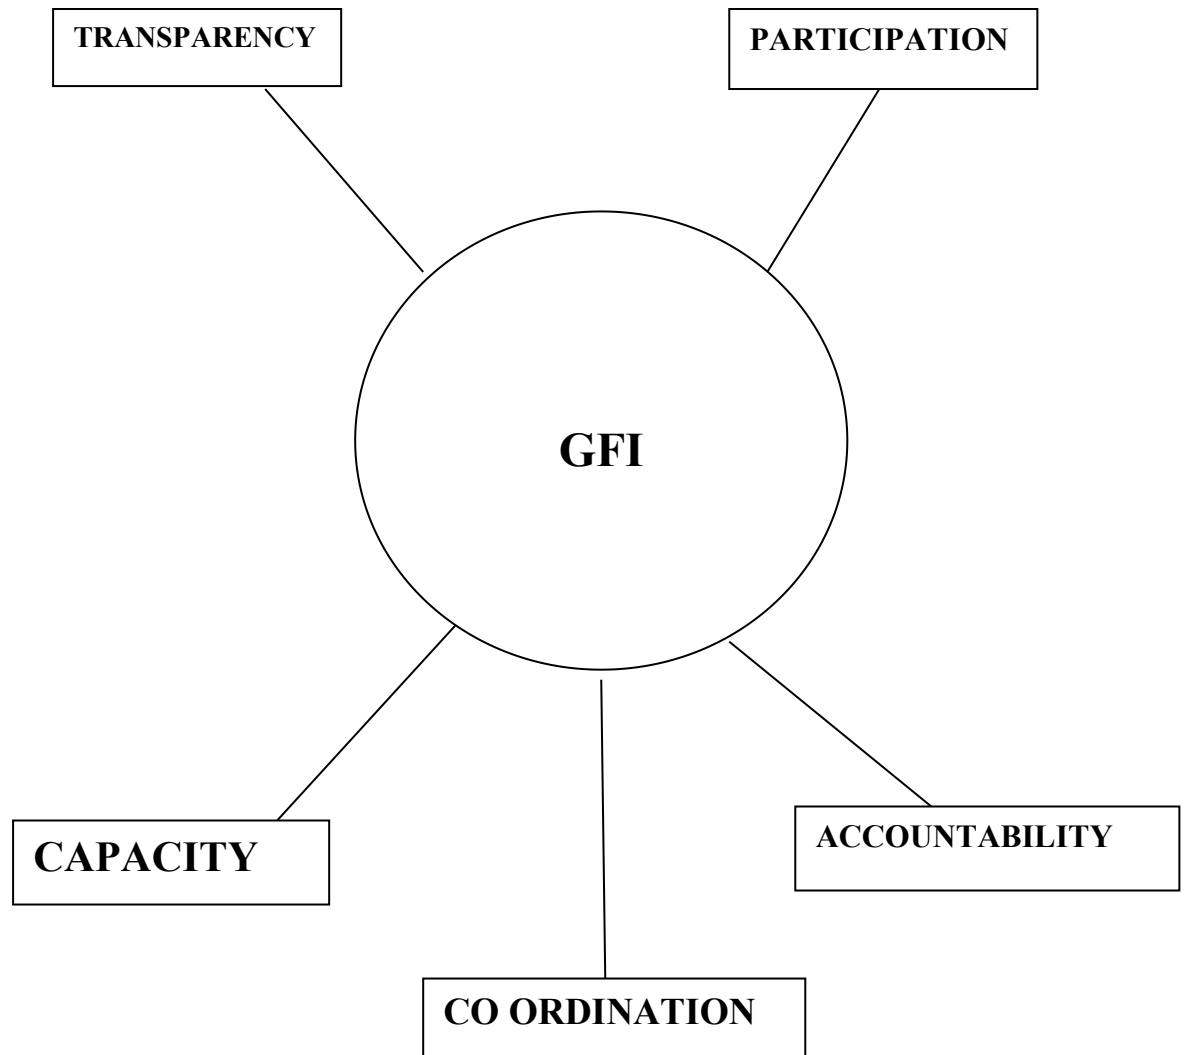 TRANSPARENCY
PARTICIPATION
GFI
CAPACITY
ACCOUNTABILITY
CO ORDINATION